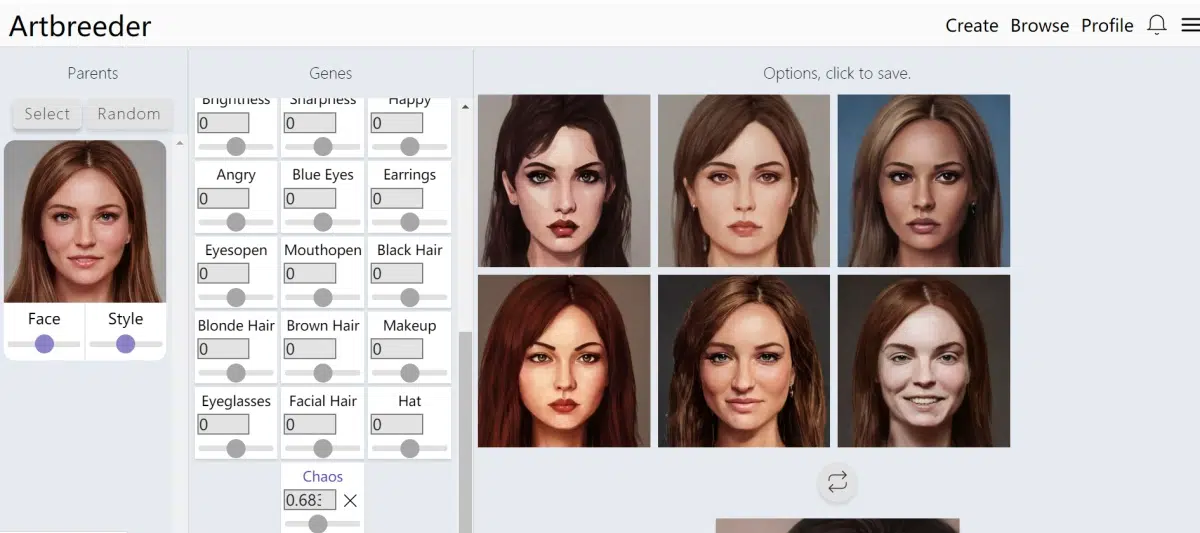 Artbreeder
Create Browse Profile
Parents
Genes
Options, click to save.
Select Random
Brightness Sharpness Happy
0 0 0
Angry Blue Eyes Earrings
0 0 0
Eyesopen Mouthopen Black Hair
0 0 0
Face Style
Blonde Hair Brown Hair Makeup
0 0 0
Eyeglasses Facial Hair Hat
0 0 0
Chaos
0.683